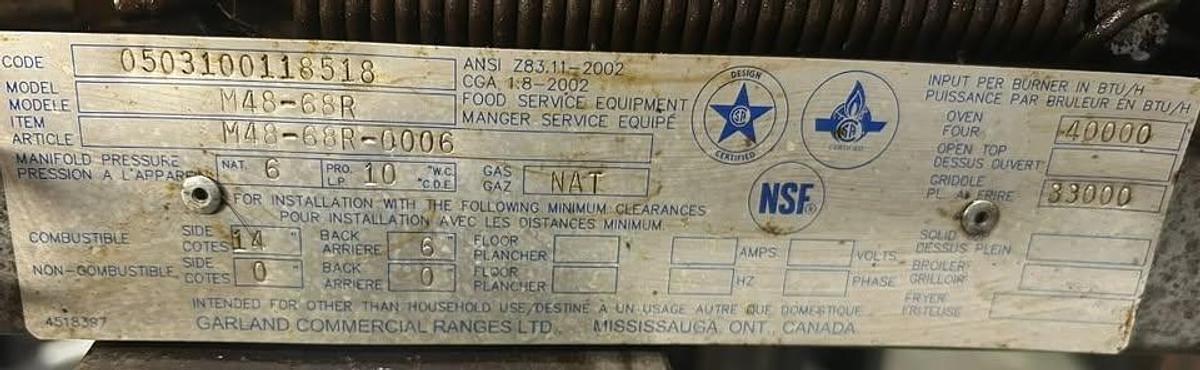 CODE 0503100118518
MODEL
MODELE M48-68R
ITEM
ARTICLE M48-68R-0006
MANIFOLD PRESSURE
PRESSION A L'APPAREIL NAT. 6 PRO. L.P. 10 "W.C. "C.D.E. GAS GAZ NAT
ANSI Z83.11-2002
CGA 1.8-2002
FOOD SERVICE EQUIPMENT
MANGER SERVICE EQUIPÉ
DESIGN
CERTIFIED
CERTIFIED
NSF®
FOR INSTALLATION WITH THE FOLLOWING MINIMUM CLEARANCES
POUR INSTALLATION AVEC LES DISTANCES MINIMUM
COMBUSTIBLE SIDE COTES 14 " BACK ARRIERE 6 " FLOOR PLANCHER AMPS. VOLTS
NON-COMBUSTIBLE SIDE COTES 0 " BACK ARRIERE 0 FLOOR PLANCHER HZ PHASE
INPUT PER BURNER IN BTU/H
PUISSANCE PAR BRULEUR EN BTU/H
OVEN
FOUR 40000
OPEN TOP
DESSUS OUVERT
GRIDDLE
PL. A FRIRE 33000
SOLID
DESSUS PLEIN
BROILER
GRILLOIR
FRYER
FRITEUSE
INTENDED FOR OTHER THAN HOUSEHOLD USE/DESTINÉ À UN USAGE AUTRE QUE DOMESTIQUE
4518397 GARLAND COMMERCIAL RANGES LTD., MISSISSAUGA, ONT., CANADA